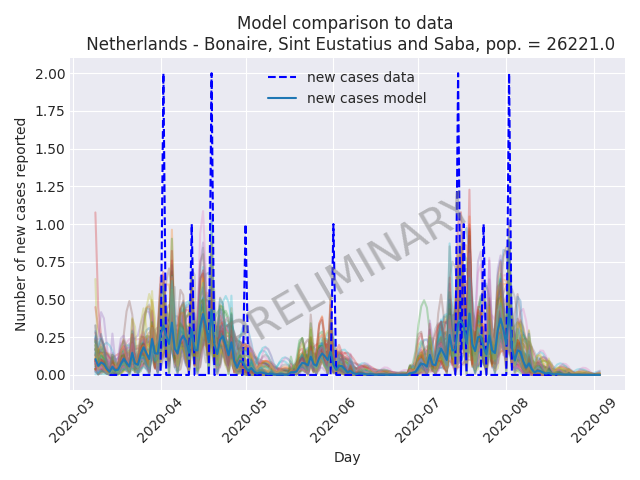 Model comparison to data
Netherlands - Bonaire, Sint Eustatius and Saba, pop. = 26221.0
new cases data
new cases model
Number of new cases reported
2.00
1.75
1.50
1.25
1.00
0.75
0.50
0.25
0.00
PRELIMINARY
2020-03
2020-04
2020-05
2020-06
2020-07
2020-08
2020-09
Day